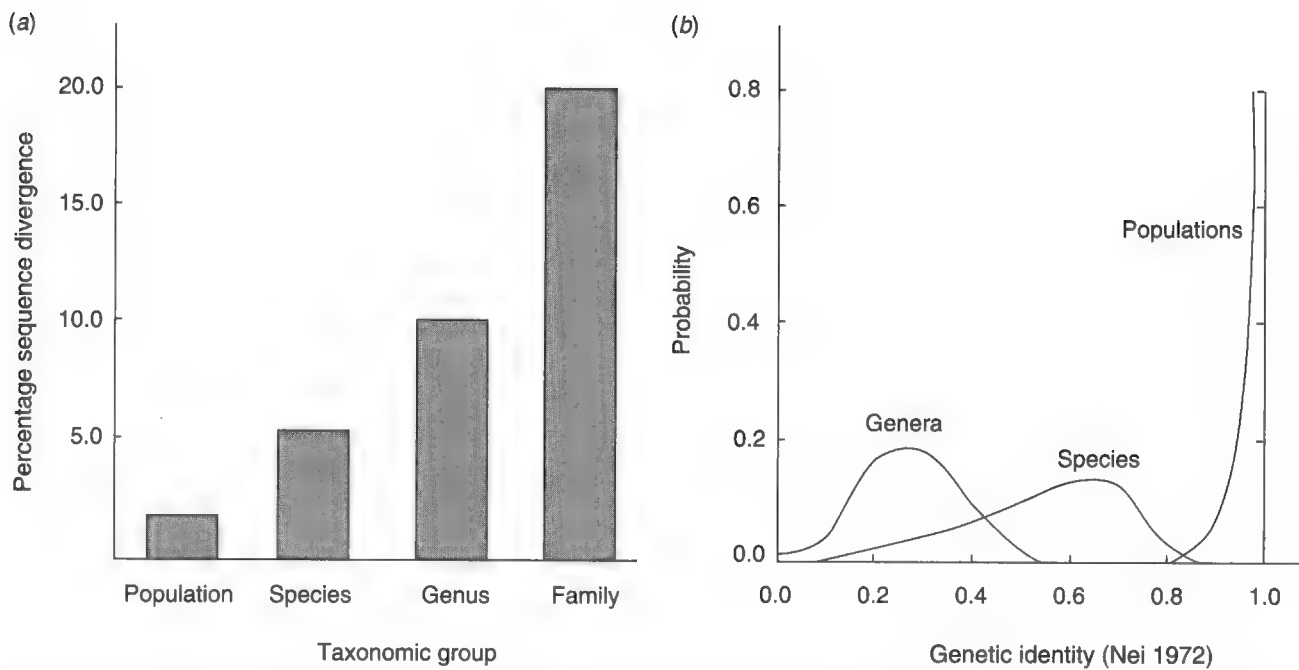 (a)
Percentage sequence divergence
20.0
15.0
10.0
5.0
Population Species Genus Family
Taxonomic group
(b)
Probability
0.8
0.6
0.4
0.2
0.0
Populations
Genera
Species
0.0 0.2 0.4 0.6 0.8 1.0
Genetic identity (Nei 1972)